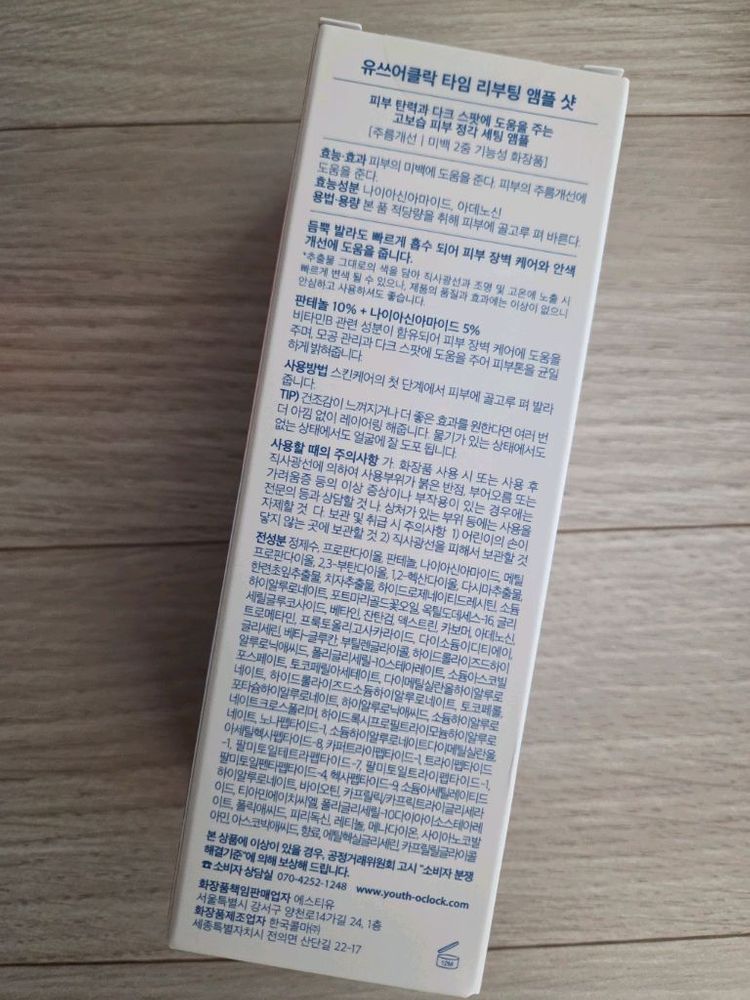 유쓰어클락 타임 리부팅 앰플 샷
피부 탄력과 다크 스팟에 도움을 주는
고보습 피부 정각 세팅 앰플
[주름개선 | 미백 2중 기능성 화장품]
효능·효과 피부의 미백에 도움을 준다. 피부의 주름개선에
도움을 준다.
효능성분 나이아신아마이드, 아데노신
용법·용량 본 품 적당량을 취해 피부에 골고루 펴 바른다.
듬뿍 발라도 빠르게 흡수 되어 피부 장벽 케어와 안색
개선에 도움을 줍니다.
*추출물 그대로의 색을 담아 직사광선과 조명 및 고온에 노출 시
빠르게 변색 될 수 있으나, 제품의 품질과 효과에는 이상이 없으니
안심하고 사용하셔도 좋습니다.
판테놀 10% + 나이아신아마이드 5%
비타민B 관련 성분이 함유되어 피부 장벽 케어에 도움을
주며, 모공 관리과 다크 스팟에 도움을 주어 피부톤을 균일
하게 밝혀줍니다.
사용방법 스킨케어의 첫 단계에서 피부에 골고루 펴 발라
줍니다.
TIP) 건조감이 느껴지거나 더 좋은 효과를 원한다면 여러 번
더 아낌 없이 레이어링 해줍니다. 물기가 있는 상태에서도
없는 상태에서도 얼굴에 잘 도포 됩니다.
사용할 때의 주의사항 가. 화장품 사용 시 또는 사용 후
직사광선에 의하여 사용부위가 붉은 반점, 부어오름 또는
가려움증 등의 이상 증상이나 부작용이 있는 경우에는
전문의 등과 상담할 것 나. 상처가 있는 부위 등에는 사용을
자제할 것 다. 보관 및 취급 시 주의사항 1) 어린이의 손이
닿지 않는 곳에 보관할 것 2) 직사광선을 피해서 보관할 것
전성분 정제수, 프로판다이올, 판테놀, 나이아신아마이드, 메틸
프로판다이올, 2,3-부탄다이올, 1,2-헥산다이올, 다시마추출물,
한련초잎추출물, 치자추출물, 하이드로제네이티드레시틴, 소듐
하이알루로네이트, 포트마리골드꽃오일, 옥틸도데세스-16, 글리
세릴글루코사이드, 베타인, 잔탄검, 덱스트린, 카보머, 아데노신,
트로메타민, 프룩토올리고사카라이드, 다이소듐이디티에이,
글리세린, 베타-글루칸, 부틸렌글라이콜, 하이드롤라이즈드하이
알루로닉애씨드, 폴리글리세릴-10스테아레이트, 소듐아스코빌
포스페이트, 토코페릴아세테이트, 다이메틸실란올하이알루로
네이트, 하이드롤라이즈드소듐하이알루로네이트, 토코페롤,
포타슘하이알루로네이트, 하이알루로닉애씨드, 소듐하이알루로
네이트크로스폴리머, 하이드록시프로필트라이모늄하이알루로
네이트, 노나펩타이드-1, 소듐하이알루로네이트다이메틸실란올,
아세틸헥사펩타이드-8, 카퍼트라이펩타이드-1, 트라이펩타이드
-1, 팔미토일테트라펩타이드-7, 팔미토일트라이펩타이드-1,
팔미토일펜타펩타이드-4, 헥사펩타이드-9, 소듐아세틸레이티드
하이알루로네이트, 바이오틴, 카프릴릭/카프릭트라이글리세라
이드, 티아민에이치씨엘, 폴리글리세릴-10다이아이소스테아레
이트, 폴릭애씨드, 피리독신, 레티놀, 메나다이온, 사이아노코발
아민, 아스코빅애씨드, 향료, 에틸헥실글리세린, 카프릴릴글라이콜
본 상품에 이상이 있을 경우, 공정거래위원회 고시 "소비자 분쟁
해결기준"에 의해 보상해 드립니다.
☎ 소비자 상담실 070-4252-1248 www.youth-oclock.com
화장품책임판매업자 에스티유
서울특별시 강서구 양천로14가길 24, 1층
화장품제조업자 한국콜마㈜
세종특별자치시 전의면 산단길 22-17
12M